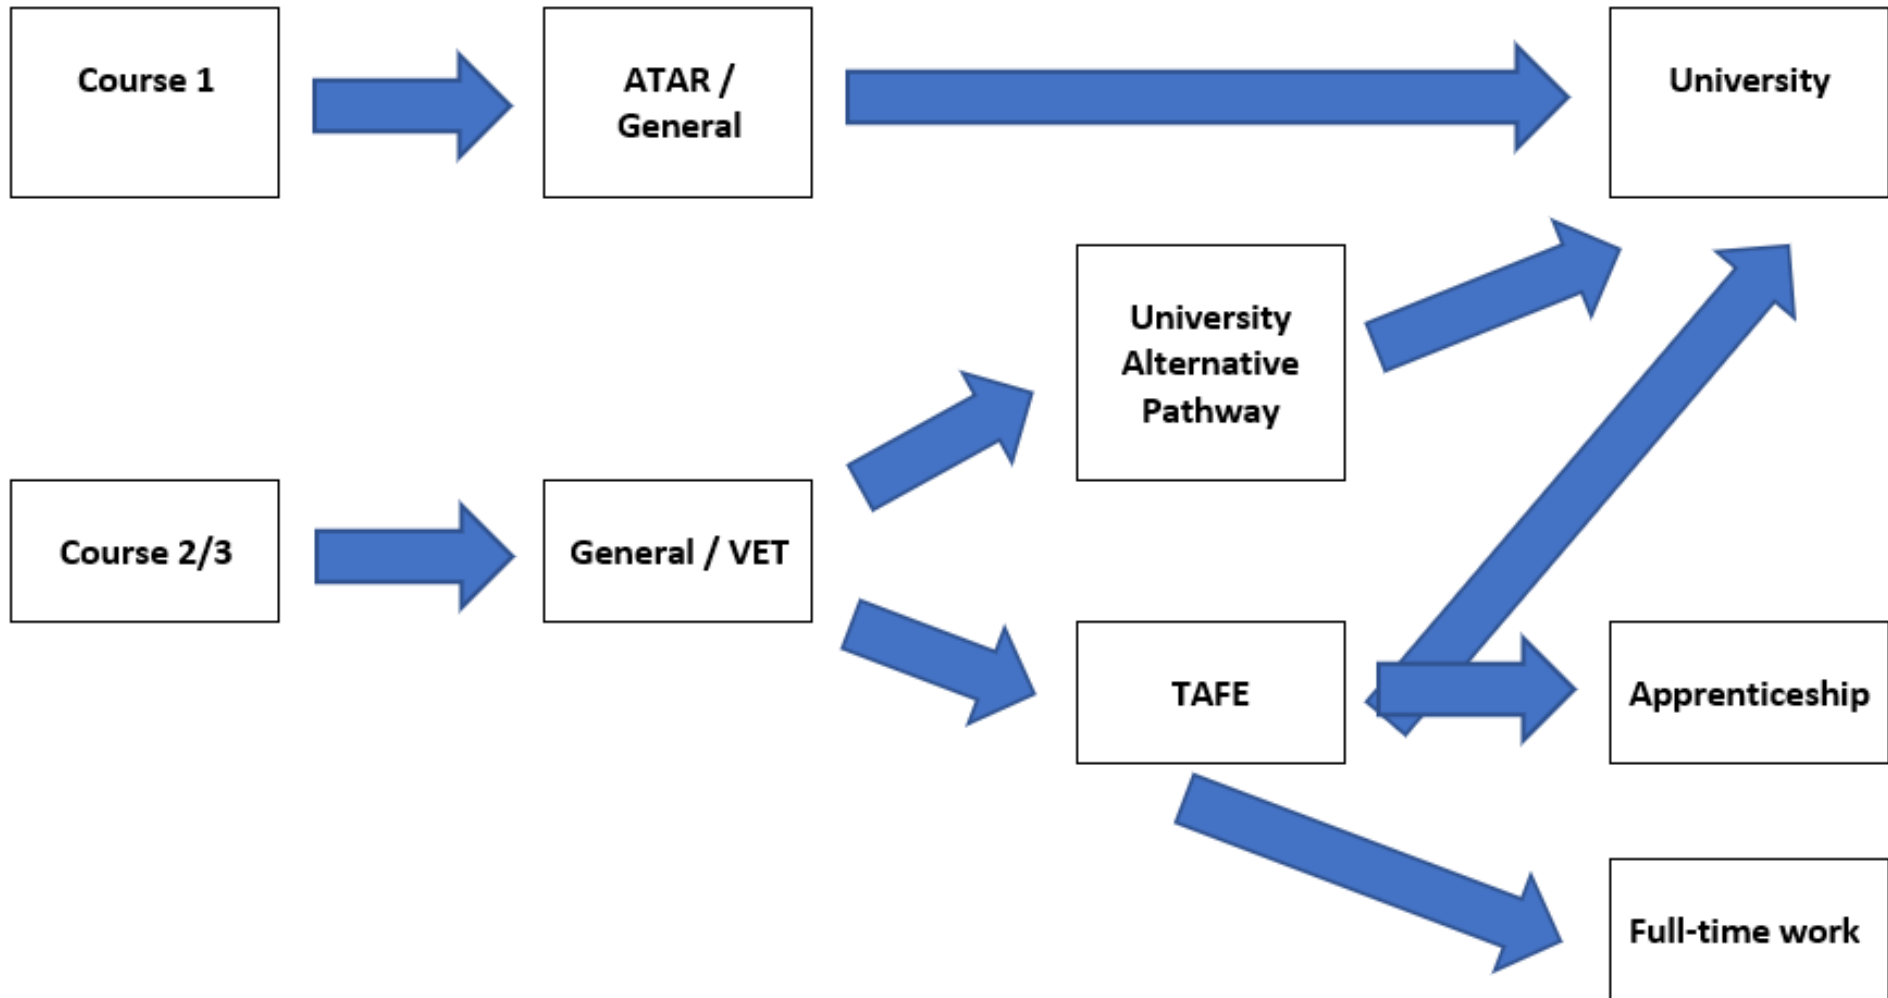 Course 1
ATAR /
General
University
University
Alternative
Pathway
Course 2/3
General / VET
TAFE
Apprenticeship
Full-time work